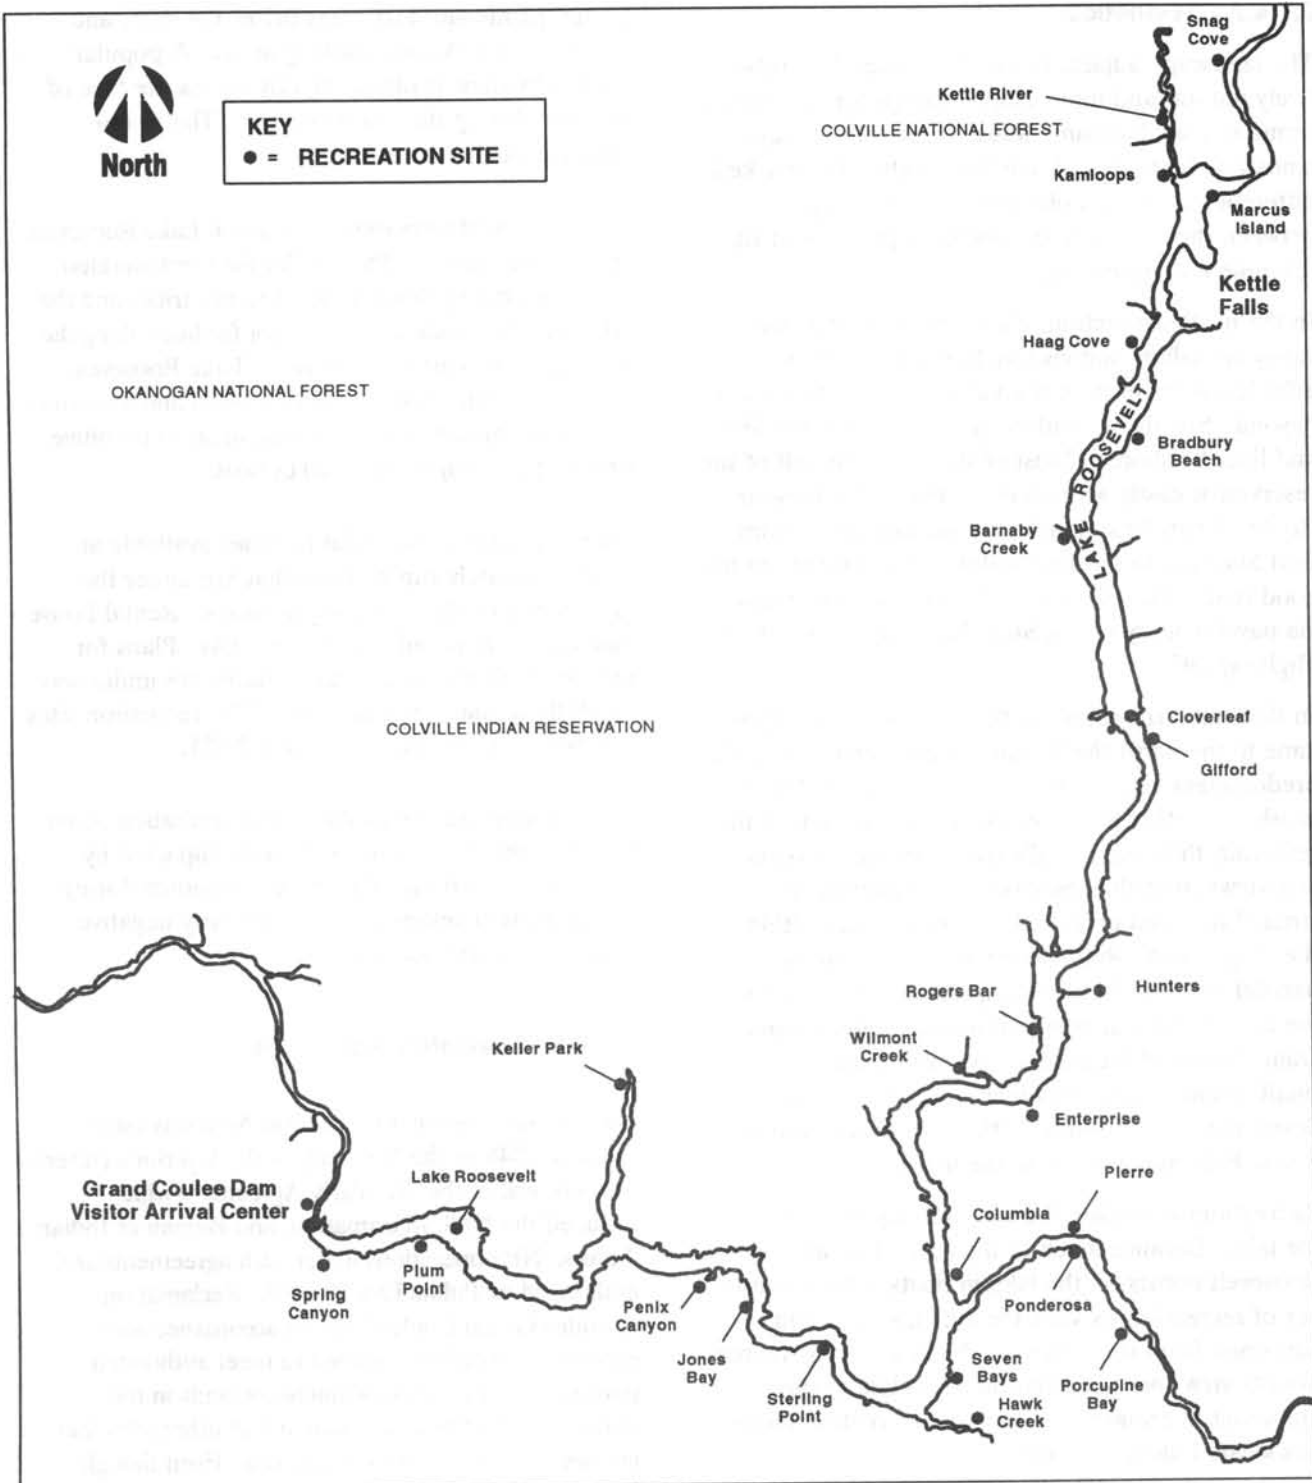 Snag
Cove
Kettle River
COLVILLE NATIONAL FOREST
KEY
● = RECREATION SITE
North
Kamloops
Marcus
Island
Kettle
Falls
Haag Cove
OKANOGAN NATIONAL FOREST
LAKE ROOSEVELT
Bradbury
Beach
Barnaby
Creek
Cloverleaf
COLVILLE INDIAN RESERVATION
Gifford
Hunters
Rogers Bar
Wilmont
Creek
Keller Park
Enterprise
Pierre
Lake Roosevelt
Grand Coulee Dam
Visitor Arrival Center
Columbia
Plum
Point
Spring
Canyon
Penix
Canyon
Ponderosa
Jones
Bay
Seven
Bays
Porcupine
Bay
Sterling
Point
Hawk
Creek